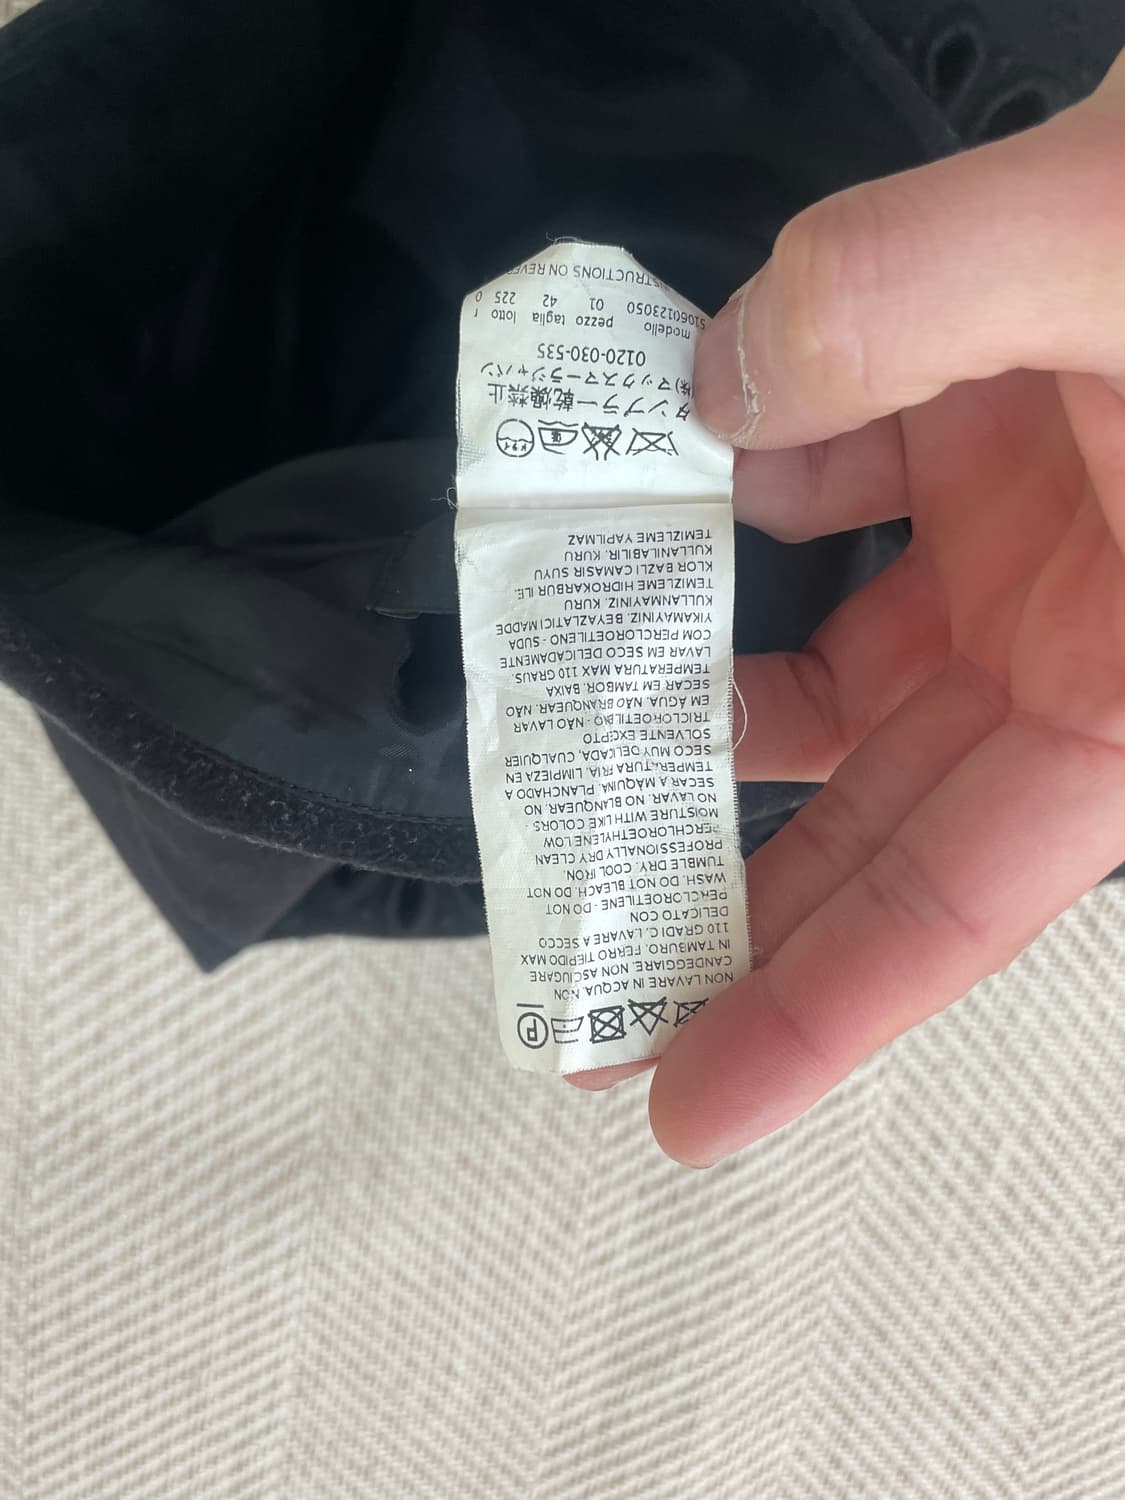 NON LAVARE IN ACQUA. NON
CANDEGGIARE. NON ASCIUGARE
IN TAMBURO. FERRO TIEPIDO MAX
110 GRADI C. LAVARE A SECCO
DELICATO CON
PERCLOROETILENE - DO NOT
WASH. DO NOT BLEACH. DO NOT
TUMBLE DRY. COOL IRON.
PROFESSIONALLY DRY CLEAN
PERCHLOROETHYLENE LOW
MOISTURE WITH LIKE COLORS -
NO LAVAR. NO BLANQUEAR. NO
SECAR A MÁQUINA. PLANCHADO A
TEMPERATURA FRIA. LIMPIEZA EN
SECO MUY DELICADA, CUALQUIER
SOLVENTE EXCEPTO
TRICLOROETILENO - NÃO LAVAR
EM ÁGUA. NÃO BRANQUEAR. NÃO
SECAR EM TAMBOR. BAIXA
TEMPERATURA MAX 110 GRAUS.
LAVAR EM SECO DELICADAMENTE
COM PERCLOROETILENO - SUDA
YIKAMAYINIZ. BEYAZLATICI MADDE
KULLANMAYINIZ. KURU
TEMIZLEME HIDROKARBUR ILE.
KLOR BAZLI CAMASIR SUYU
KULLANILABILIR. KURU
TEMIZLEME YAPILMAZ
タンブラー乾燥禁止
(株)マックスマーラジャパン
0120-030-535
modello pezzo taglia lotto r
51060123050 01 42 225 0
ON